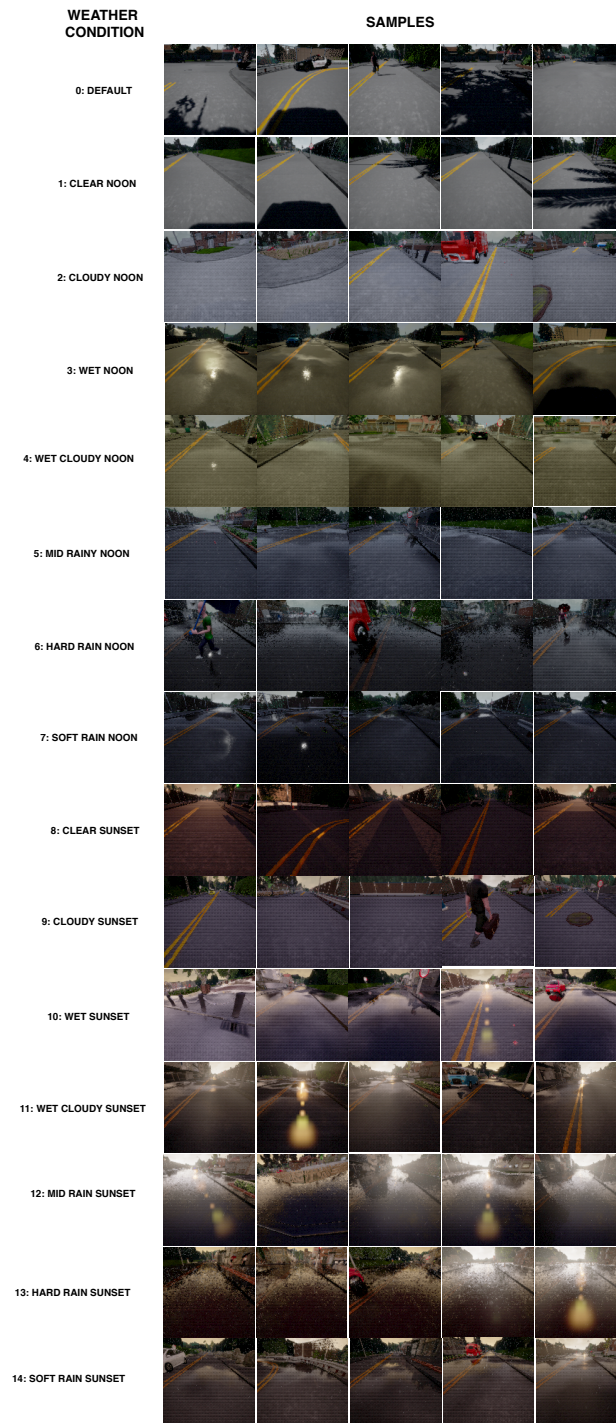 WEATHER
CONDITION
SAMPLES
0: DEFAULT
1: CLEAR NOON
2: CLOUDY NOON
3: WET NOON
4: WET CLOUDY NOON
5: MID RAINY NOON
6: HARD RAIN NOON
7: SOFT RAIN NOON
8: CLEAR SUNSET
9: CLOUDY SUNSET
10: WET SUNSET
11: WET CLOUDY SUNSET
12: MID RAIN SUNSET
13: HARD RAIN SUNSET
14: SOFT RAIN SUNSET